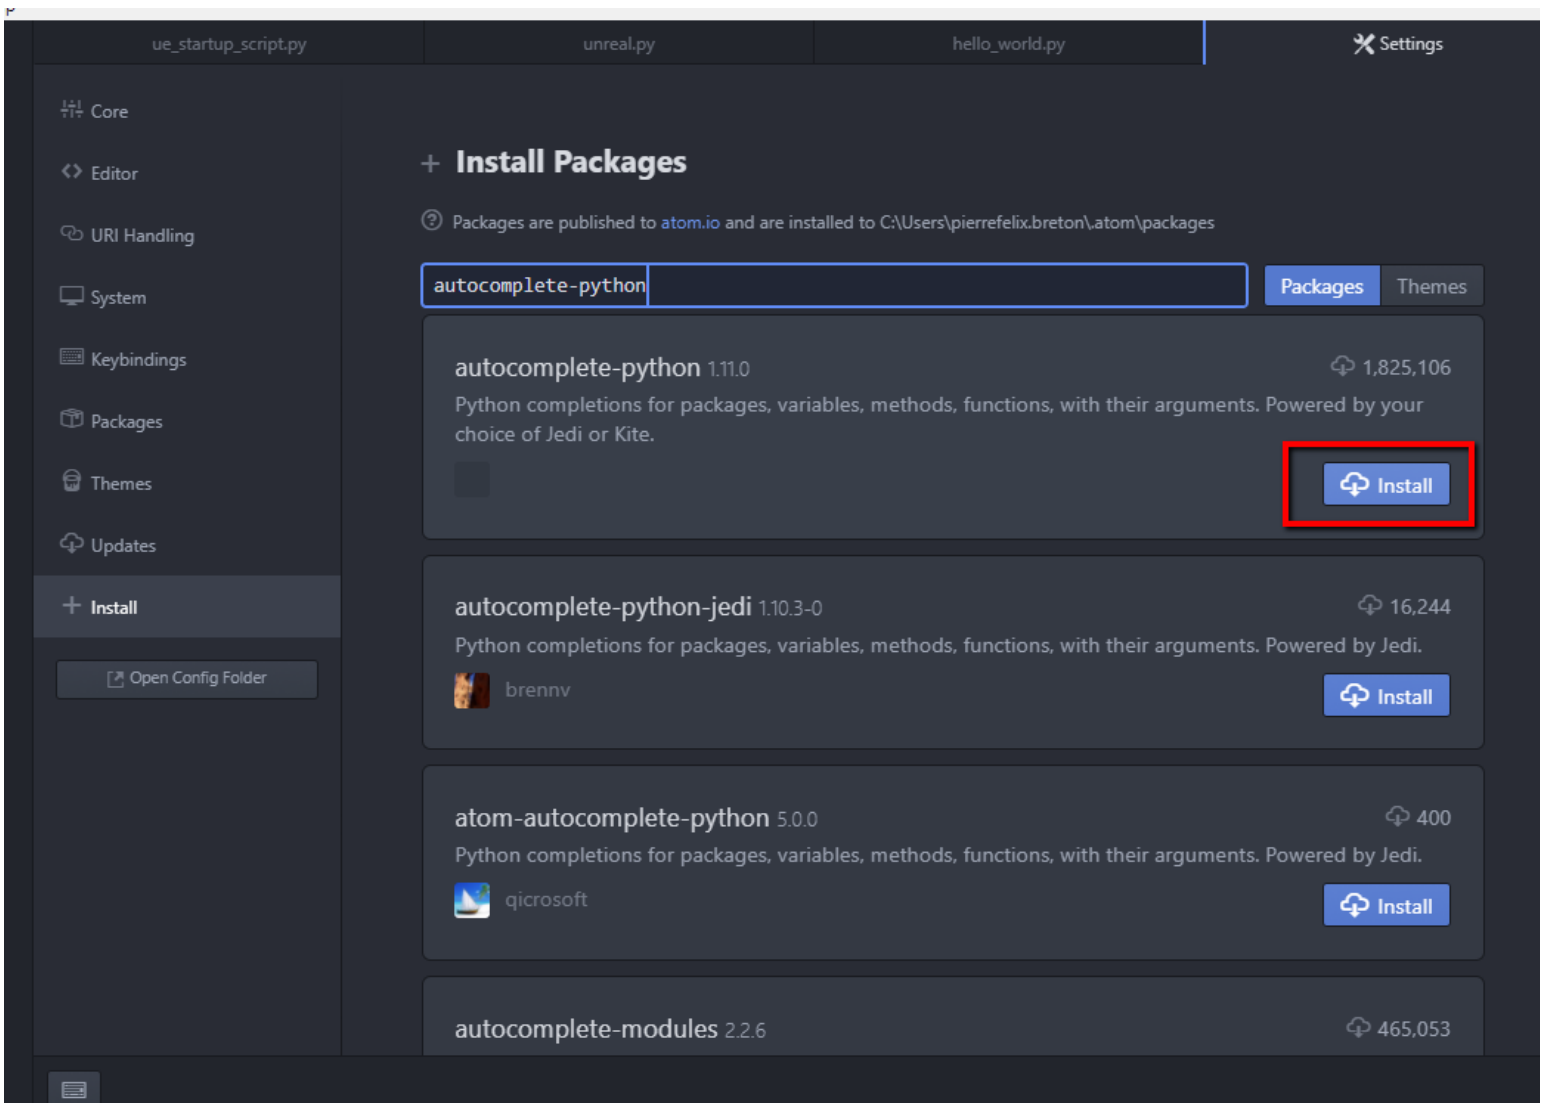 ue_startup_script.py
unreal.py
hello_world.py
Settings
Core
Editor
URI Handling
System
Keybindings
Packages
Themes
Updates
Install
Open Config Folder
Install Packages
Packages are published to atom.io and are installed to C:\Users\pierrefelix.breton\.atom\packages
autocomplete-python
Packages
Themes
autocomplete-python 1.11.0
1,825,106
Python completions for packages, variables, methods, functions, with their arguments. Powered by your
choice of Jedi or Kite.
Install
autocomplete-python-jedi 1.10.3-0
16,244
Python completions for packages, variables, methods, functions, with their arguments. Powered by Jedi.
brennv
Install
atom-autocomplete-python 5.0.0
400
Python completions for packages, variables, methods, functions, with their arguments. Powered by Jedi.
qicrosoft
Install
autocomplete-modules 2.2.6
465,053